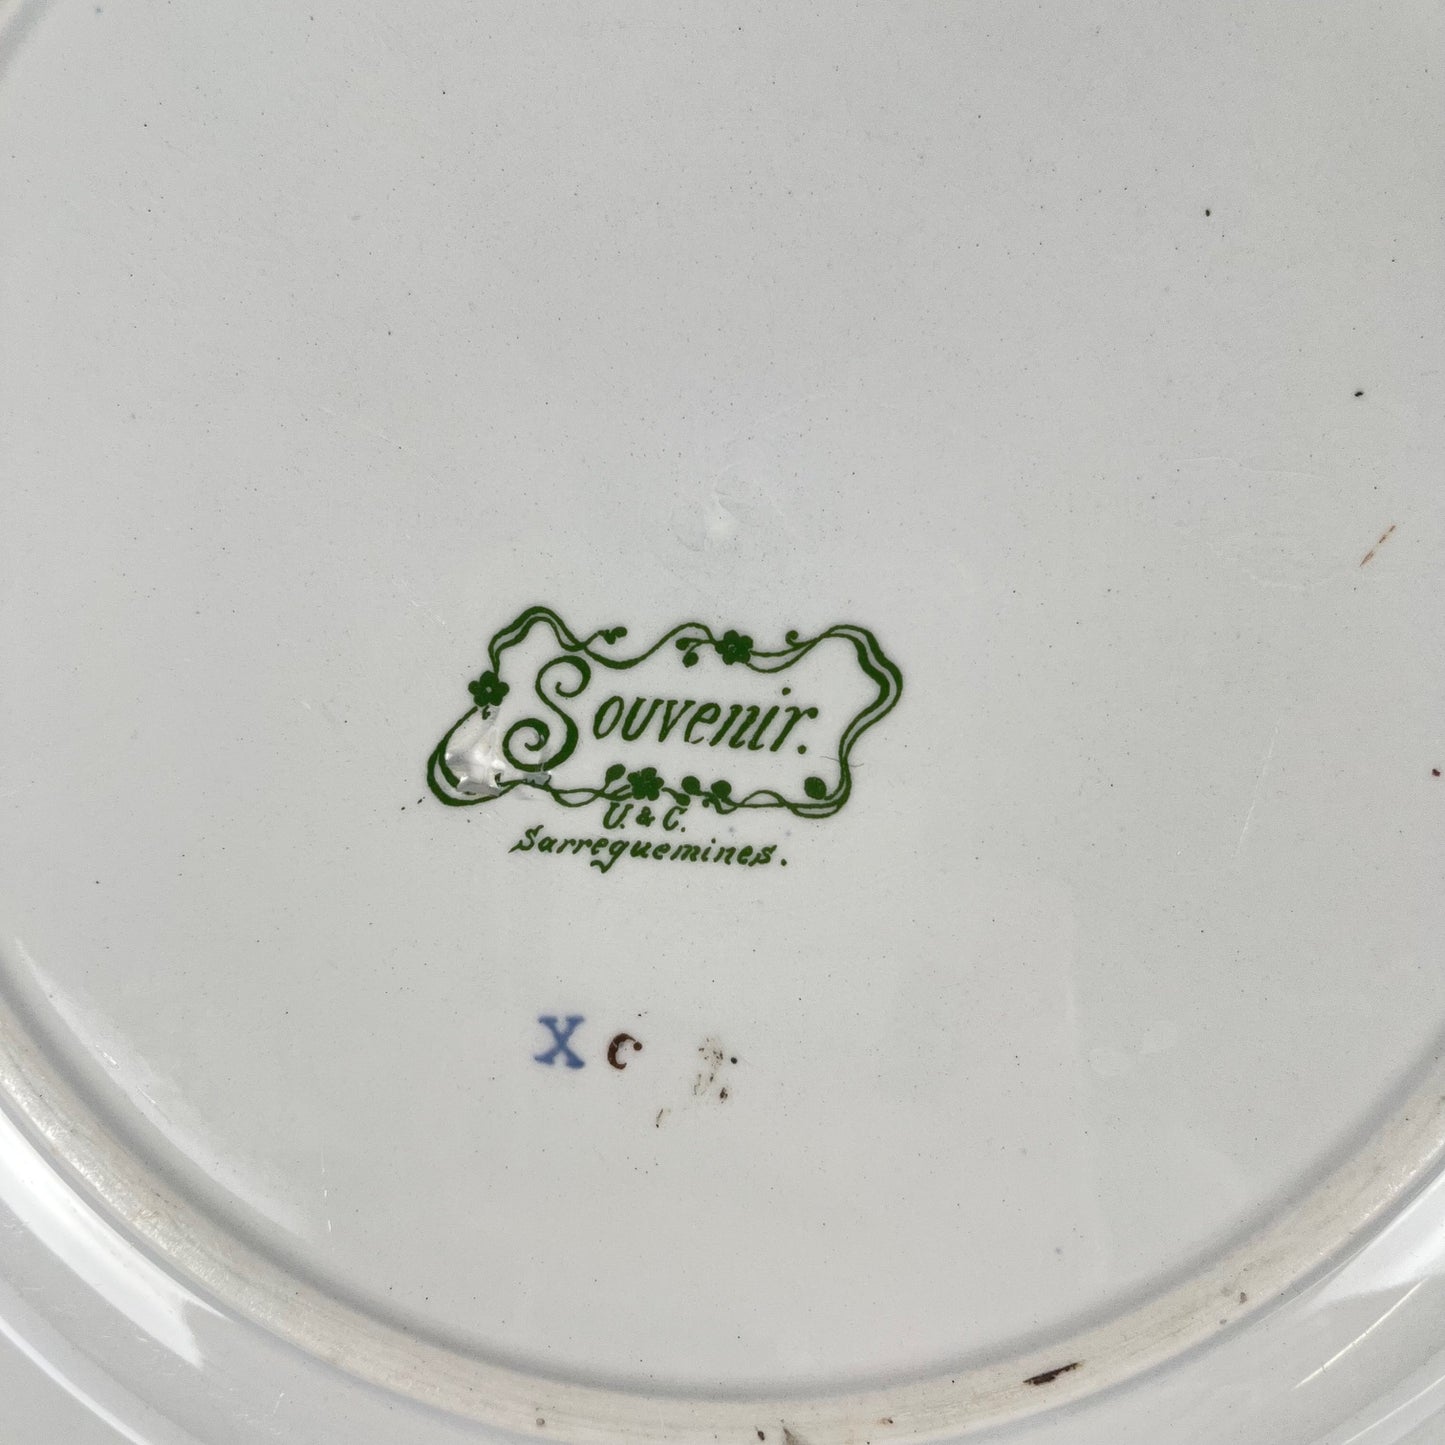 Souvenir.
U. & C.
Sarreguemines.
X C